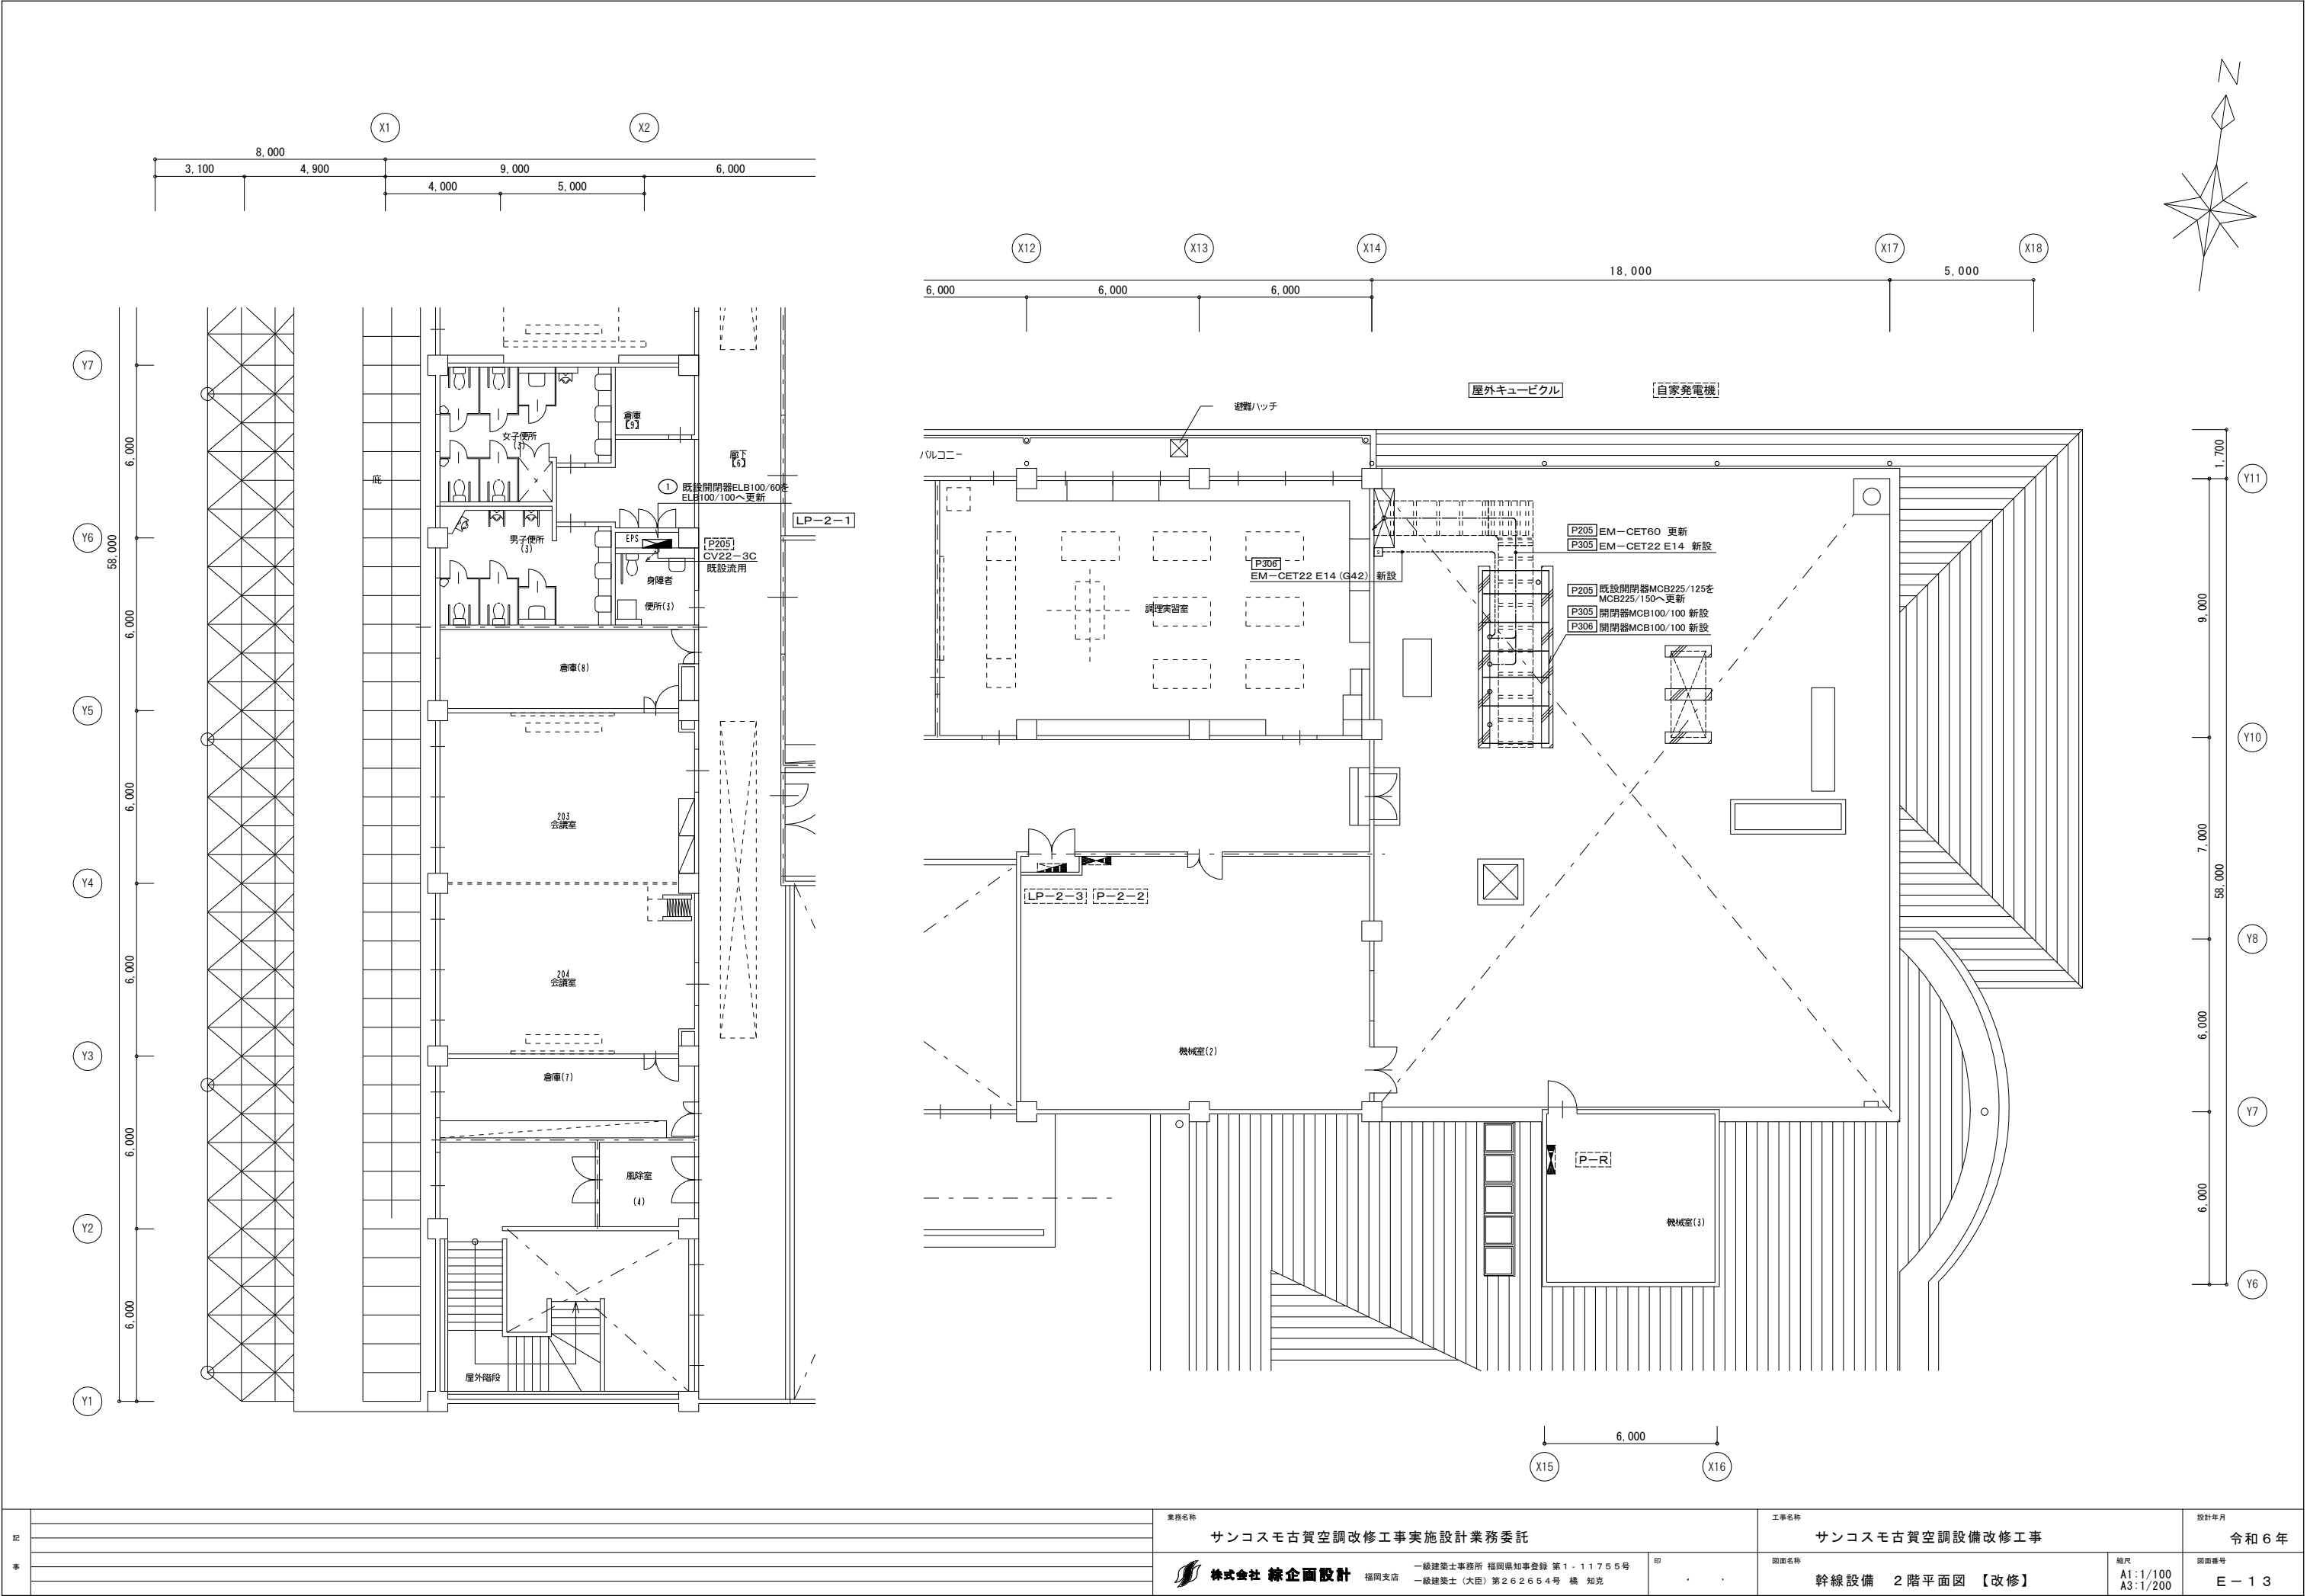 N
X1
X2
8,000
3,100
4,900
9,000
6,000
4,000
5,000
X12
X13
X14
X17
X18
18,000
5,000
6,000
6,000
6,000
Y7
Y6
Y5
Y4
Y3
Y2
Y1
58,000
6,000
6,000
6,000
6,000
6,000
6,000
庇
女子便所
(3)
倉庫
【9】
廊下
【6】
① 既設開閉器ELB100/60を
ELB100/100へ更新
LP-2-1
男子便所
(3)
EPS
P205
CV22-3C
既設流用
身障者
便所(3)
倉庫(8)
203
会議室
204
会議室
倉庫(7)
風除室
(4)
屋外階段
屋外キュービクル
自家発電機
避難ハッチ
バルコニー
P205 EM-CET60 更新
P305 EM-CET22 E14 新設
P306
EM-CET22 E14(G42) 新設
P205 既設開閉器MCB225/125を
MCB225/150へ更新
P305 開閉器MCB100/100 新設
P306 開閉器MCB100/100 新設
調理実習室
LP-2-3
P-2-2
機械室(2)
P-R
機械室(3)
Y11
Y10
Y8
Y7
Y6
1,700
9,000
7,000
58,000
6,000
6,000
6,000
X15
X16
記
事
業務名称
サンコスモ古賀空調改修工事実施設計業務委託
工事名称
サンコスモ古賀空調設備改修工事
設計年月
令和6年
株式会社 綜企画設計 福岡支店
一級建築士事務所 福岡県知事登録 第1-11755号
一級建築士(大臣)第262654号 橘 知克
印
図面名称
幹線設備 2階平面図 【改修】
縮尺
A1:1/100
A3:1/200
図面番号
E-13